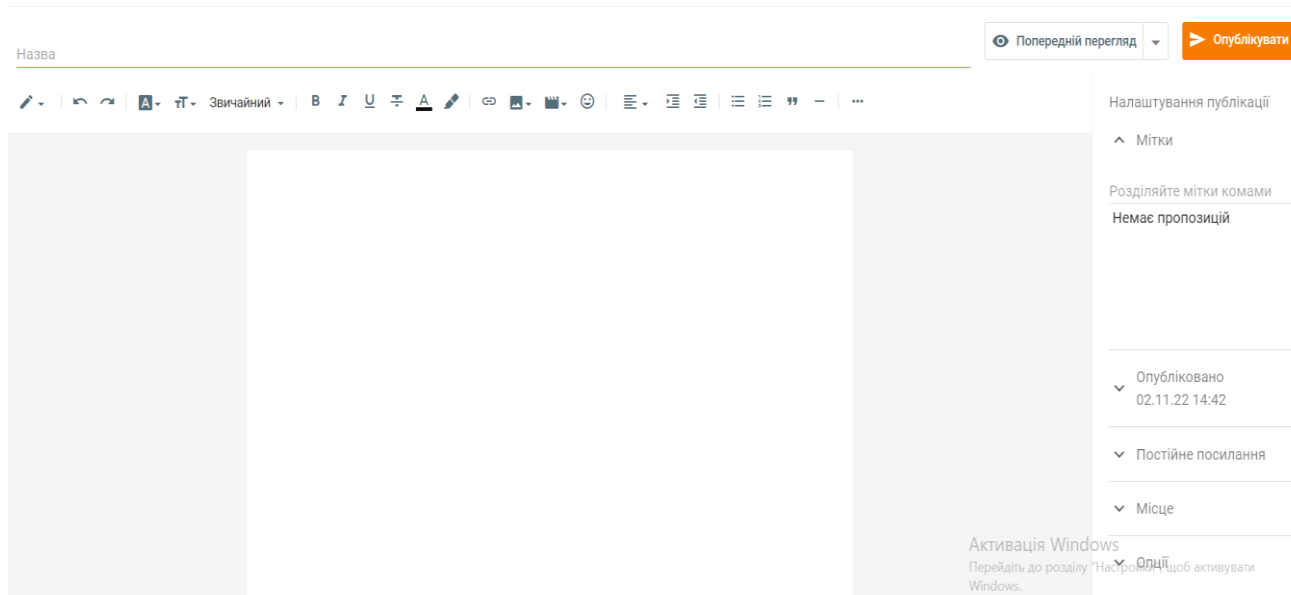 Назва
Попередній перегляд
Опублікувати
Звичайний
B I U A
Налаштування публікації
Мітки
Розділяйте мітки комами
Немає пропозицій
Опубліковано
02.11.22 14:42
Постійне посилання
Місце
Опції
Активація Windows
Перейдіть до розділу "Настройки", щоб активувати
Windows.